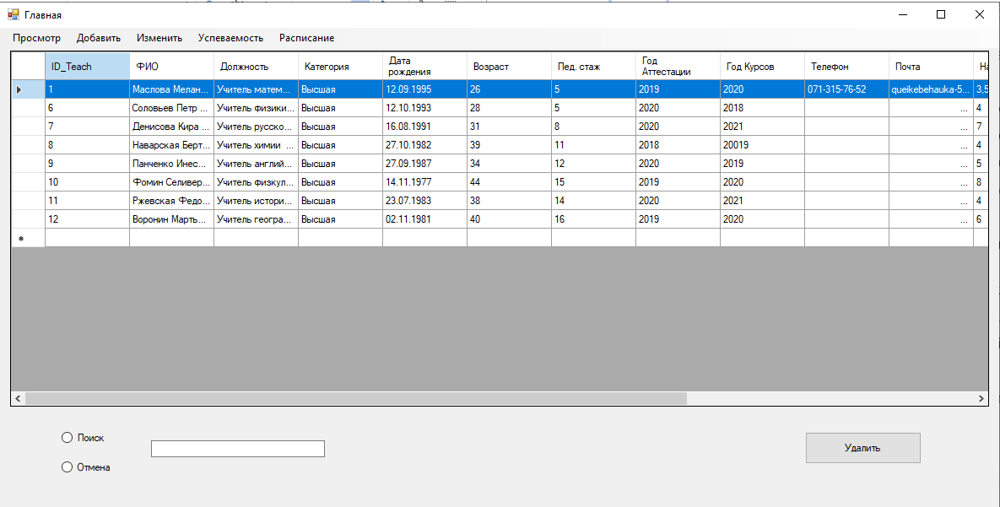 Главная
Просмотр Добавить Изменить Успеваемость Расписание
ID_Teach ФИО Должность Категория Дата рождения Возраст Пед. стаж Год Аттестации Год Курсов Телефон Почта На
1 Маслова Мелан... Учитель матем... Высшая 12.09.1995 26 5 2019 2020 071-315-76-52 queikebehauka-5... 3,5
6 Соловьев Петр ... Учитель физики... Высшая 12.10.1993 28 5 2020 2018 ... 4
7 Денисова Кира ... Учитель русско... Высшая 16.08.1991 31 8 2020 2021 ... 7
8 Наварская Берт... Учитель химии ... Высшая 27.10.1982 39 11 2018 20019 ... 4
9 Панченко Инес... Учитель англий... Высшая 27.09.1987 34 12 2020 2019 ... 5
10 Фомин Селивер... Учитель физкул... Высшая 14.11.1977 44 15 2019 2020 ... 8
11 Ржевская Федо... Учитель истори... Высшая 23.07.1983 38 14 2020 2021 ... 4
12 Воронин Марть... Учитель геогра... Высшая 02.11.1981 40 16 2019 2020 ... 6
Поиск
Удалить
Отмена